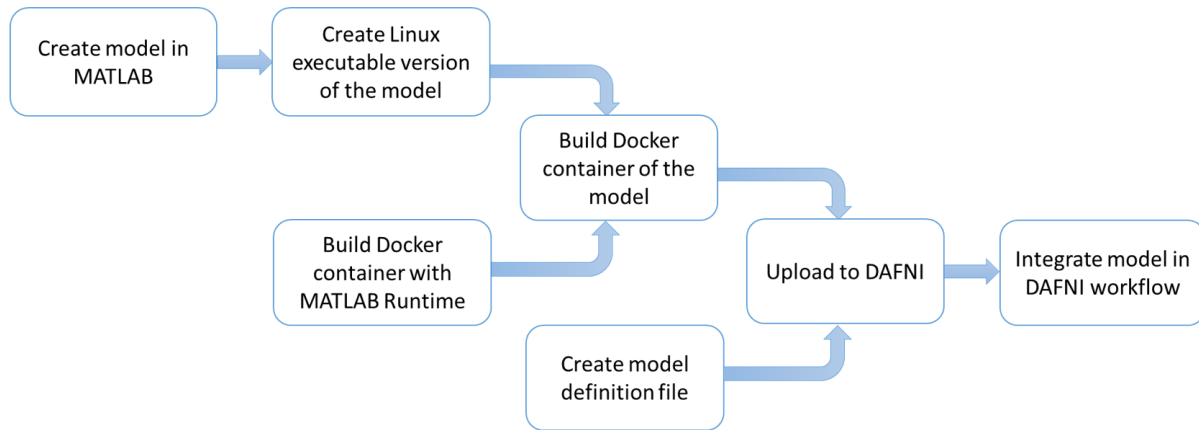 Create model in
MATLAB
Create Linux
executable version
of the model
Build Docker
container of the
model
Build Docker
container with
MATLAB Runtime
Upload to DAFNI
Integrate model in
DAFNI workflow
Create model
definition file